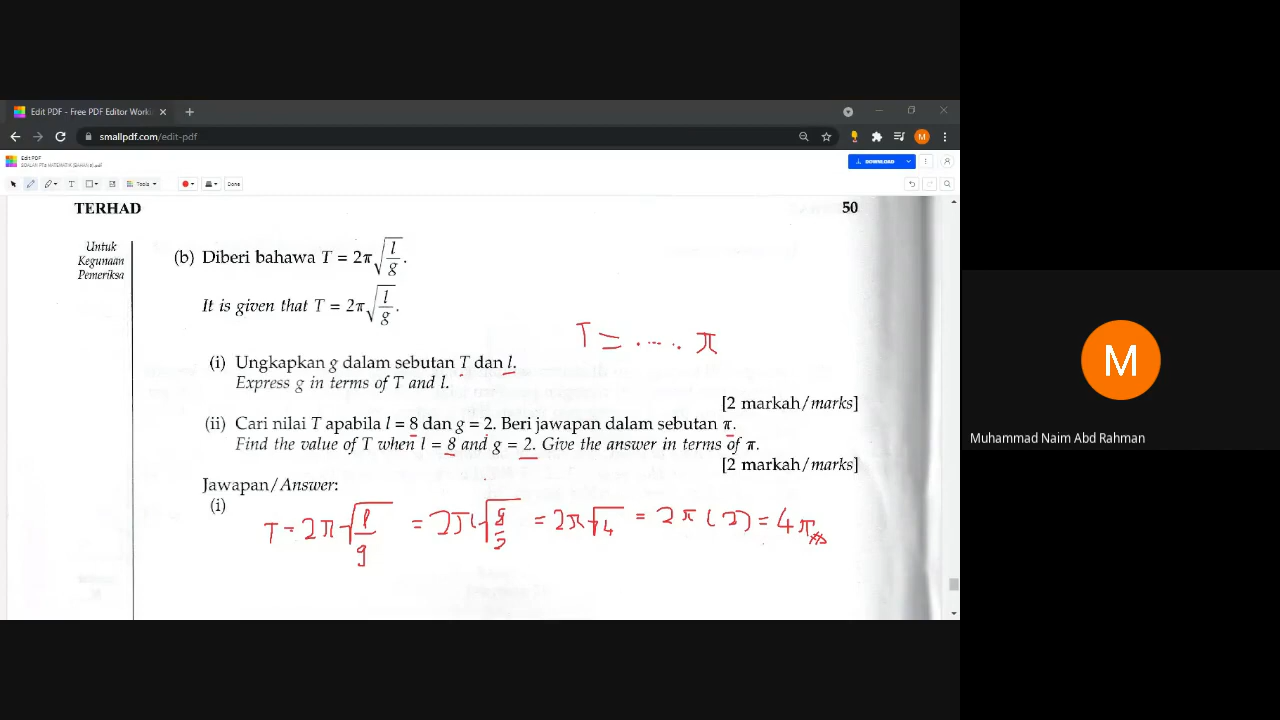 Edit PDF - Free PDF Editor Worki
smallpdf.com/edit-pdf
M
Edit PDF
DOWNLOAD
T
Tools
Done
TERHAD
50
Untuk
Kegunaan
Pemeriksa
(b) Diberi bahawa T = 2π√(l/g).
It is given that T = 2π√(l/g).
T = ..... π
(i) Ungkapkan g dalam sebutan T dan l.
Express g in terms of T and l.
[2 markah/marks]
(ii) Cari nilai T apabila l = 8 dan g = 2. Beri jawapan dalam sebutan π.
Find the value of T when l = 8 and g = 2. Give the answer in terms of π.
[2 markah/marks]
Jawapan/Answer:
(i)
T = 2π√(l/g) = 2π√(8/2) = 2π√4 = 2π(2) = 4π
M
Muhammad Naim Abd Rahman